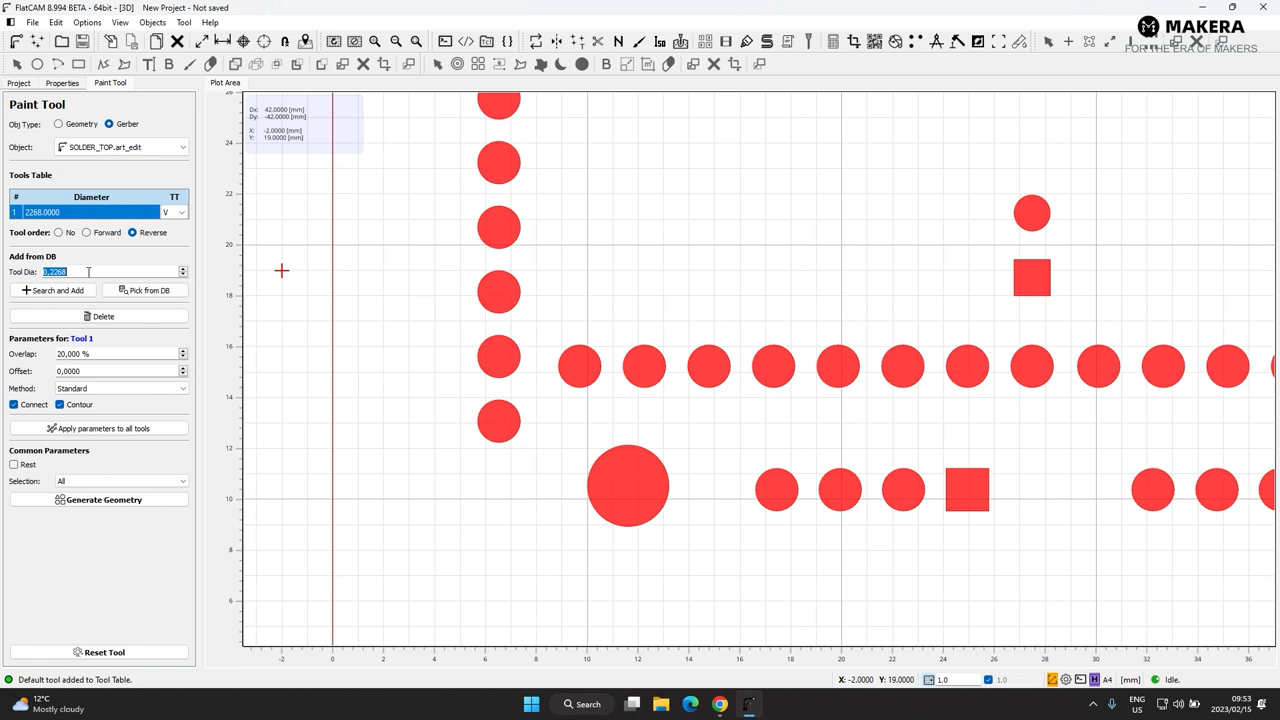 FlatCAM 8.994 BETA - 64bit - [3D]    New Project - Not saved
File Edit Options View Objects Tool Help
MAKERA
FOR THE ERA OF MAKERS
Project Properties Paint Tool
Plot Area
Paint Tool
Obj Type: Geometry Gerber
Object: SOLDER_TOP.art_edit
Tools Table
# Diameter TT
1 2268.0000 V
Tool order: No Forward Reverse
Add from DB
Tool Dia: 0,2268
Search and Add Pick from DB
Delete
Parameters for: Tool 1
Overlap: 20,000 %
Offset: 0,0000
Method: Standard
Connect Contour
Apply parameters to all tools
Common Parameters
Rest
Selection: All
Generate Geometry
Reset Tool
Dx: 42.0000 [mm]
Dy: -42.0000 [mm]
X: -2.0000 [mm]
Y: 19.0000 [mm]
26
24
22
20
18
16
14
12
10
8
6
-2 0 2 4 6 8 10 12 14 16 18 20 22 24 26 28 30 32 34 36
Default tool added to Tool Table.
X: -2.0000 Y: 19.0000 1.0 1.0 H A4 [mm] Idle.
12°C
Mostly cloudy
Search
ENG
US
09:53
2023/02/15